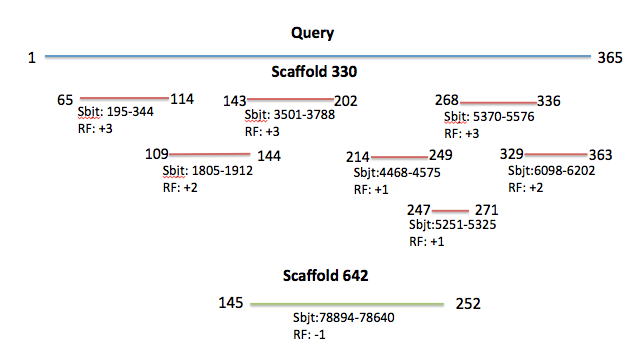 Query
1 365
Scaffold 330
65 114 143 202 268 336
Sbjt: 195-344 Sbjt: 3501-3788 Sbjt: 5370-5576
RF: +3 RF: +3 RF: +3
109 144 214 249 329 363
Sbjt: 1805-1912 Sbjt:4468-4575 Sbjt:6098-6202
RF: +2 RF: +1 RF: +2
247 271
Sbjt:5251-5325
RF: +1
Scaffold 642
145 252
Sbjt:78894-78640
RF: -1